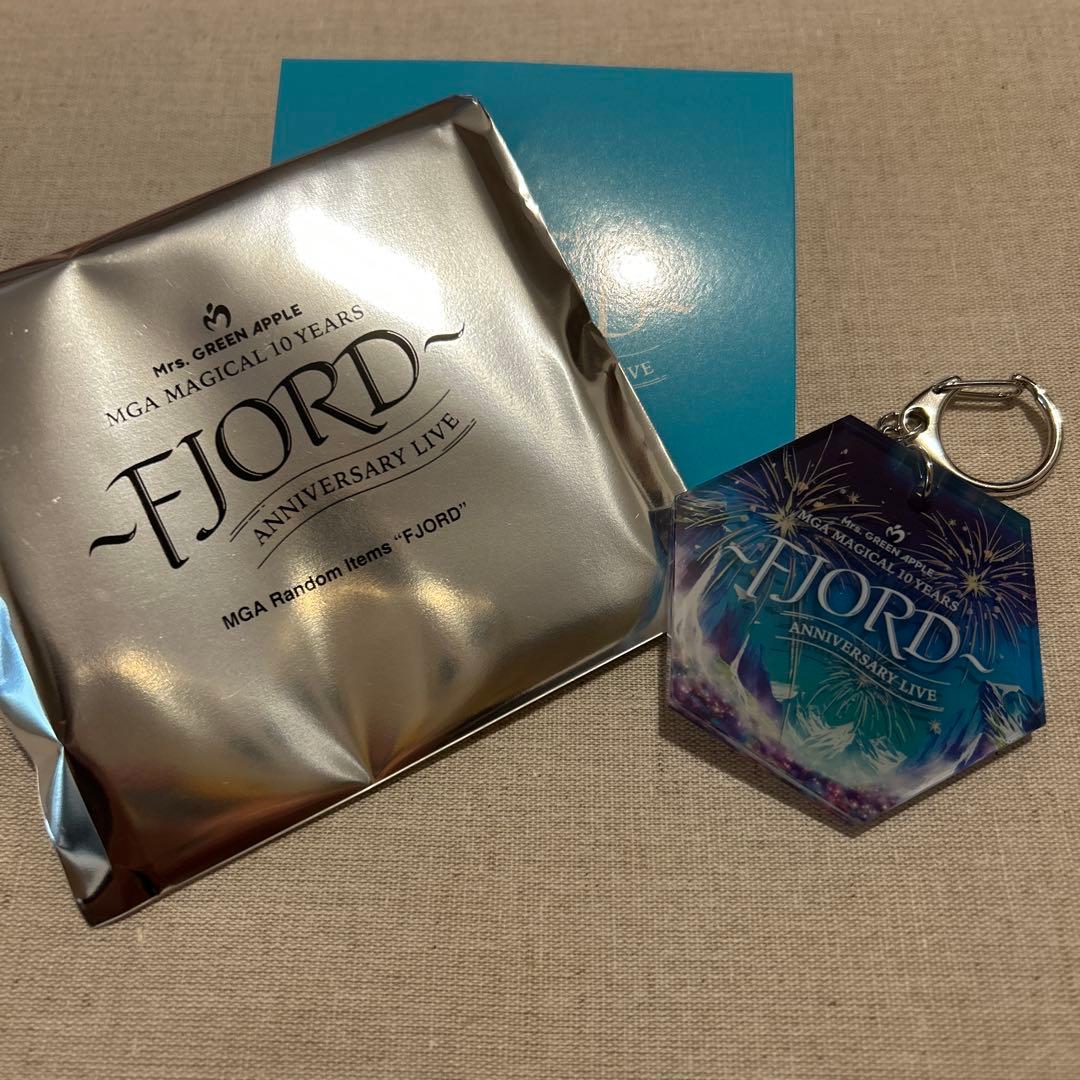 Mrs. GREEN APPLE
MGA MAGICAL 10 YEARS
~FJORD~
ANNIVERSARY LIVE
MGA Random Items “FJORD”
VE
Mrs. GREEN APPLE
MGA MAGICAL 10 YEARS
~FJORD~
ANNIVERSARY LIVE